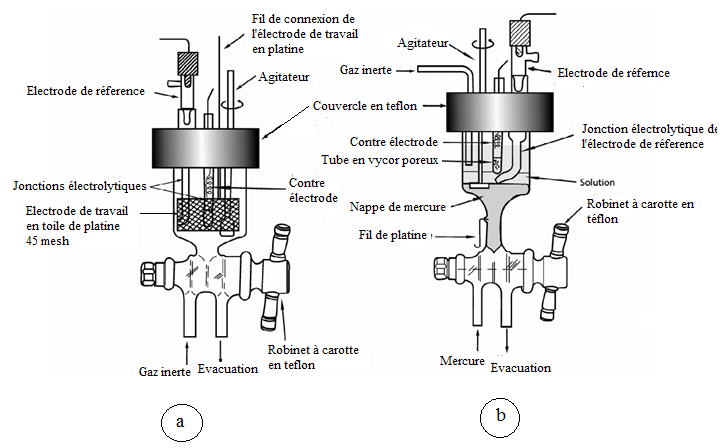 Fil de connexion de
l'électrode de travail
en platine
Agitateur
Electrode de réference
Couvercle en teflon
Jonctions électrolytiques
Contre
électrode
Electrode de travail
en toile de platine
45 mesh
Robinet à carotte
en teflon
Gaz inerte
Evacuation
a
Agitateur
Gaz inerte
Electrode de réfernce
Contre électrode
Tube en vycor poreux
Jonction électrolytique de
l'électrode de référence
Solution
Nappe de mercure
Robinet à carotte en
téflon
Fil de platine
Mercure
Evacuation
b